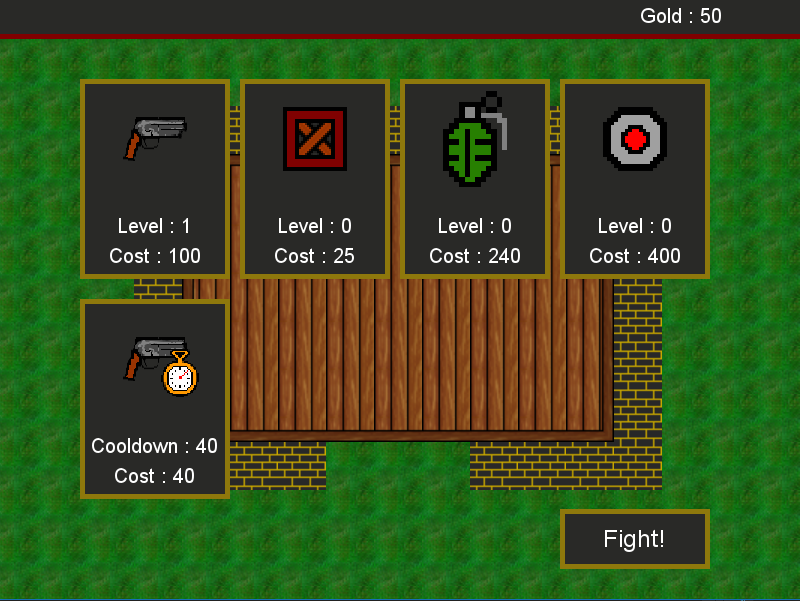 Gold : 50
Level : 1
Cost : 100
Level : 0
Cost : 25
Level : 0
Cost : 240
Level : 0
Cost : 400
Cooldown : 40
Cost : 40
Fight!